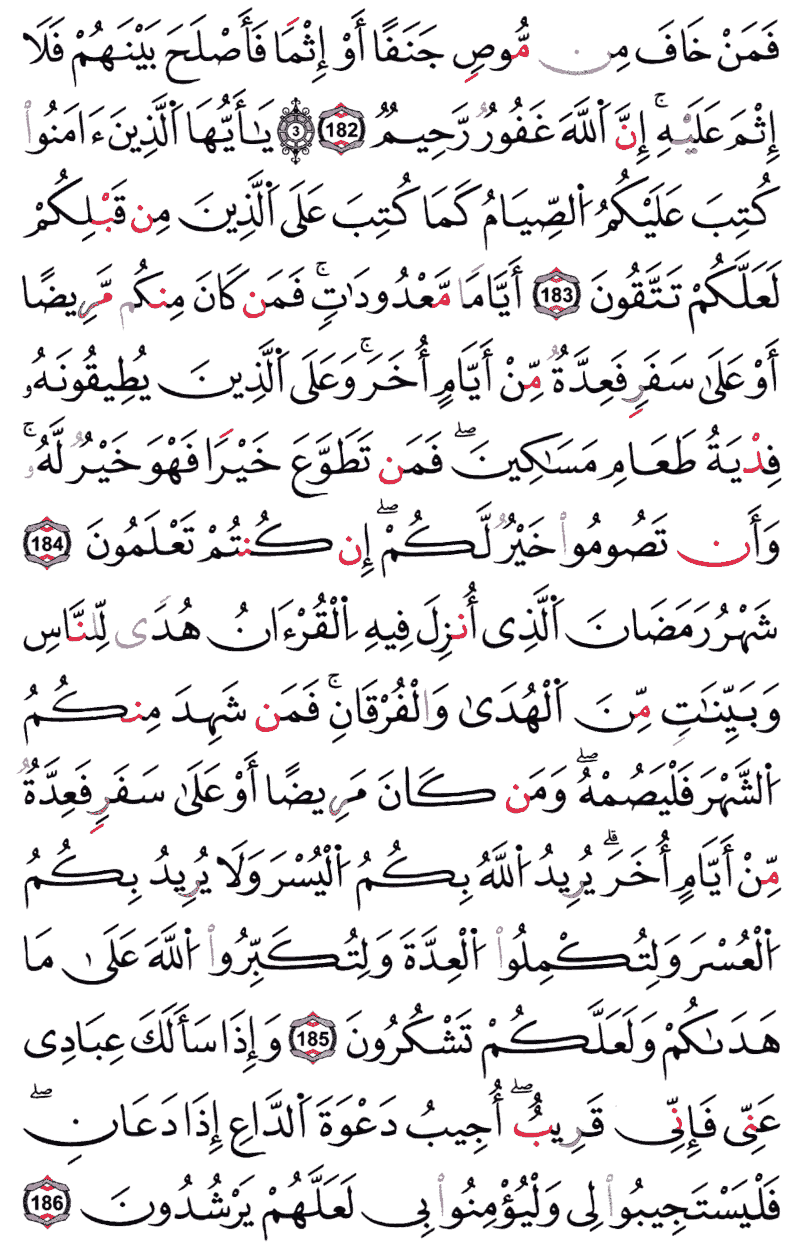 فَمَنْ خَافَ مِن مُّوصٍ جَنَفًا أَوْ إِثْمًا فَأَصْلَحَ بَيْنَهُمْ فَلَا
إِثْمَ عَلَيْهِ ۚ إِنَّ ٱللَّهَ غَفُورٌ رَّحِيمٌ 182 3 يَـٰٓأَيُّهَا ٱلَّذِينَ ءَامَنُوا۟
كُتِبَ عَلَيْكُمُ ٱلصِّيَامُ كَمَا كُتِبَ عَلَى ٱلَّذِينَ مِن قَبْلِكُمْ
لَعَلَّكُمْ تَتَّقُونَ 183 أَيَّامًا مَّعْدُودَٰتٍ ۚ فَمَن كَانَ مِنكُم مَّرِيضًا
أَوْ عَلَىٰ سَفَرٍ فَعِدَّةٌ مِّنْ أَيَّامٍ أُخَرَ ۚ وَعَلَى ٱلَّذِينَ يُطِيقُونَهُۥ
فِدْيَةُ طَعَامِ مَسَـٰكِينَ ۖ فَمَن تَطَوَّعَ خَيْرًا فَهْوَ خَيْرٌ لَّهُۥ ۚ
وَأَن تَصُومُوا۟ خَيْرٌ لَّكُمْ ۖ إِن كُنتُمْ تَعْلَمُونَ 184
شَهْرُ رَمَضَانَ ٱلَّذِى أُنزِلَ فِيهِ ٱلْقُرْءَانُ هُدًى لِّلنَّاسِ
وَبَيِّنَـٰتٍ مِّنَ ٱلْهُدَىٰ وَٱلْفُرْقَانِ ۚ فَمَن شَهِدَ مِنكُمُ
ٱلشَّهْرَ فَلْيَصُمْهُ ۖ وَمَن كَانَ مَرِيضًا أَوْ عَلَىٰ سَفَرٍ فَعِدَّةٌ
مِّنْ أَيَّامٍ أُخَرَ ۗ يُرِيدُ ٱللَّهُ بِكُمُ ٱلْيُسْرَ وَلَا يُرِيدُ بِكُمُ
ٱلْعُسْرَ وَلِتُكْمِلُوا۟ ٱلْعِدَّةَ وَلِتُكَبِّرُوا۟ ٱللَّهَ عَلَىٰ مَا
هَدَىٰكُمْ وَلَعَلَّكُمْ تَشْكُرُونَ 185 وَإِذَا سَأَلَكَ عِبَادِى
عَنِّى فَإِنِّى قَرِيبٌ ۖ أُجِيبُ دَعْوَةَ ٱلدَّاعِ إِذَا دَعَانِ ۖ
فَلْيَسْتَجِيبُوا۟ لِى وَلْيُؤْمِنُوا۟ بِى لَعَلَّهُمْ يَرْشُدُونَ 186